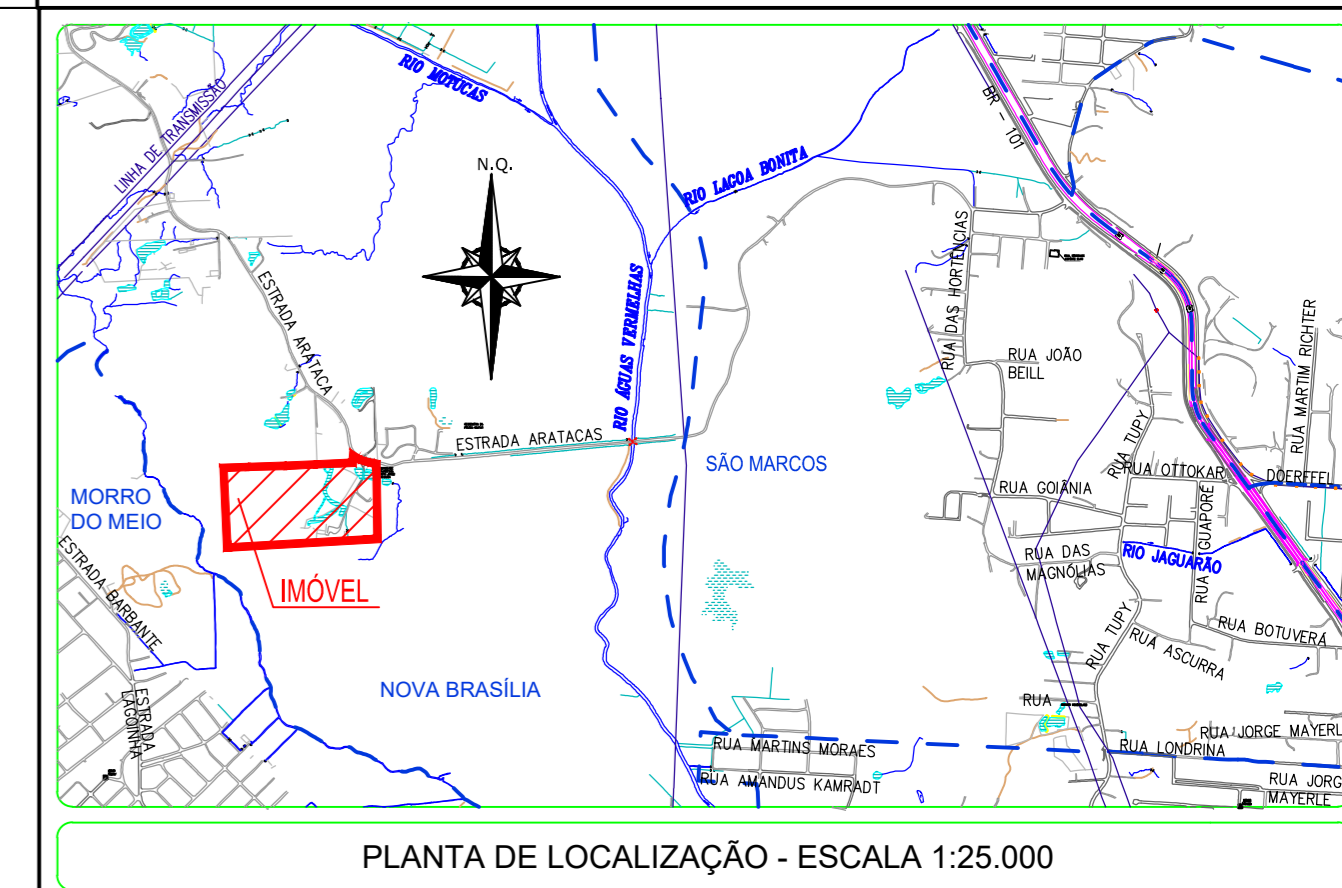 RIO MOTUCAS
LINHA DE TRANSMISSÃO
BR - 101
N.Q.
RIO LAGOA BONITA
RUA DAS HORTENCIAS
ESTRADA ARATACA
RIO ÁGUAS VERMELHAS
RUA JOÃO
BEILL
RUA MARTIM RICHTER
ESTRADA ARATACAS
RUA TUPY
SÃO MARCOS
RUA OTTOKAR
DOERFFEL
MORRO
DO MEIO
RUA GOIÂNIA
RUA GUAPORÉ
ESTRADA BARBANTE
RUA DAS
MAGNÓLIAS
RIO JAGUARÃO
IMÓVEL
RUA TUPY
RUA BOTUVERÁ
RUA ASCURRA
NOVA BRASÍLIA
ESTRADA
LAGOINHA
RUA
RUA MARTINS MORAES
RUA LONDRINA
RUA JORGE MAYERL
RUA AMANDUS KAMRADT
RUA JORG
MAYERLE
PLANTA DE LOCALIZAÇÃO - ESCALA 1:25.000